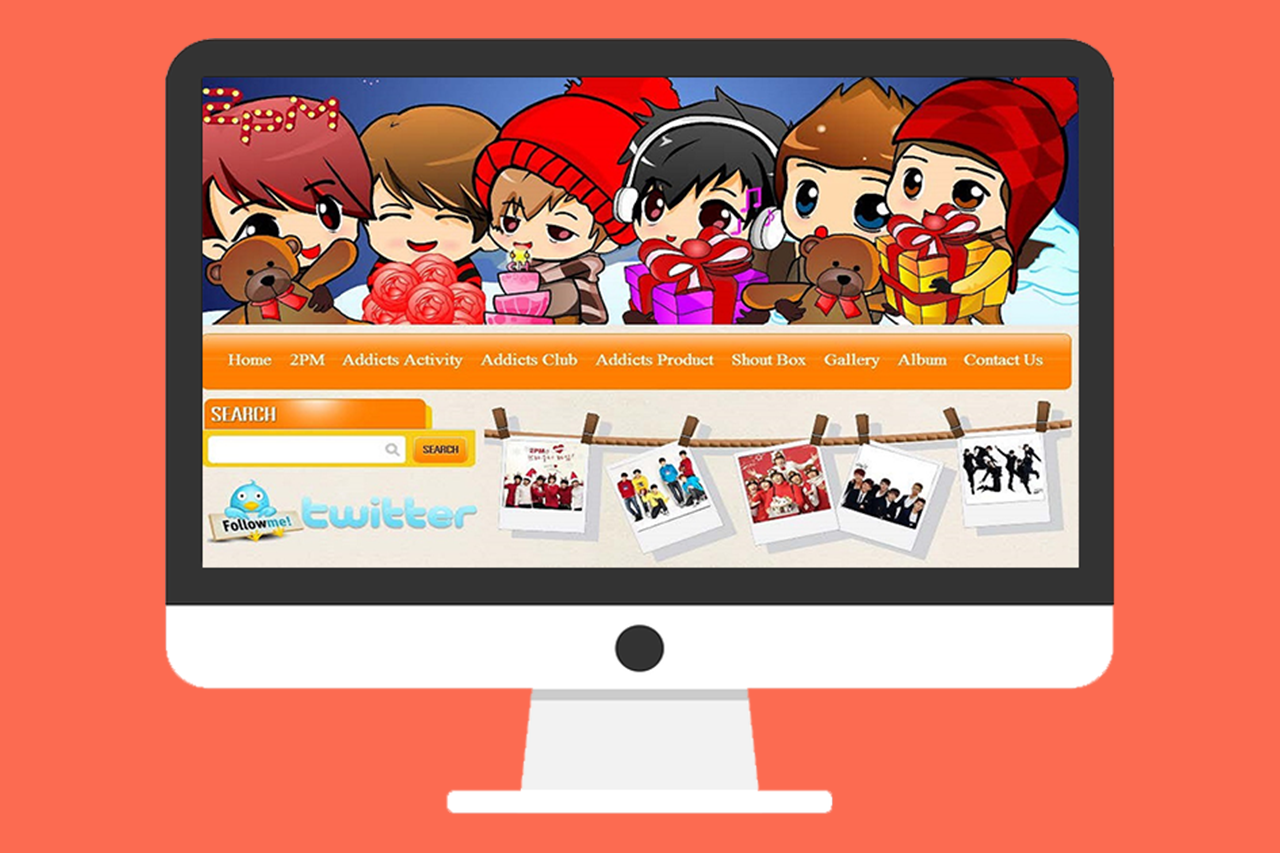 2PM
Home 2PM Addicts Activity Addicts Club Addicts Product Shout Box Gallery Album Contact Us
SEARCH
SEARCH
Followme! twitter
2PM